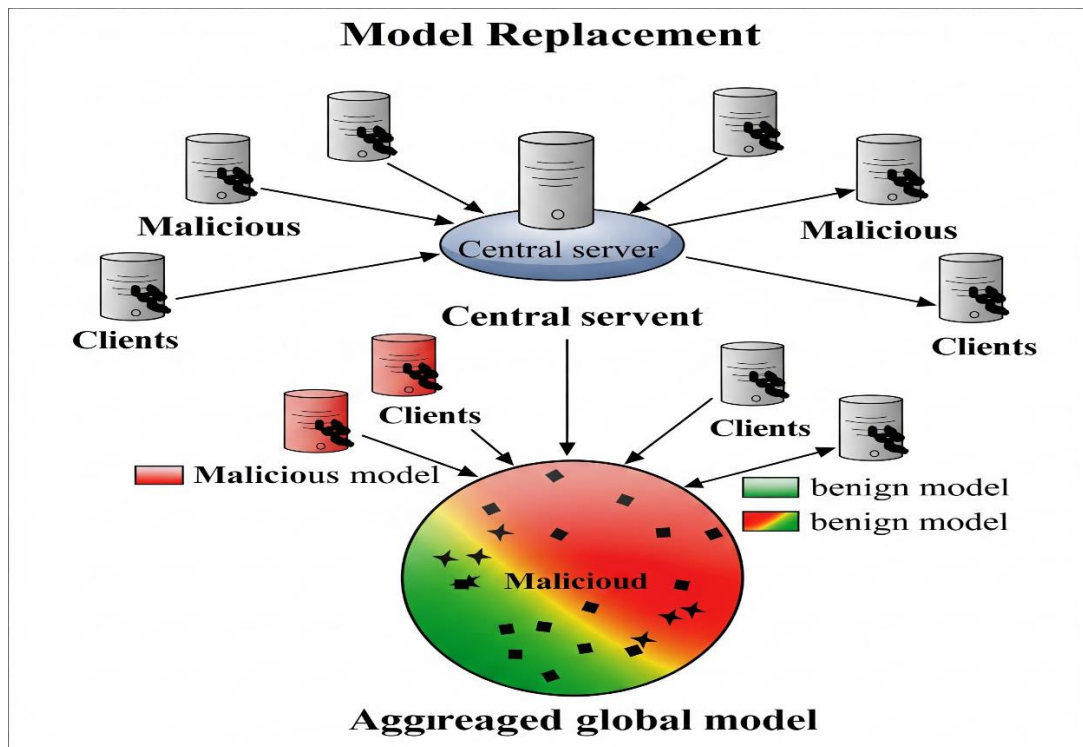 Model Replacement
Malicious
Malicious
Central server
Clients
Clients
Central servent
Clients
Clients
Malicious model
benign model
benign model
Malicioud
Aggireaged global model